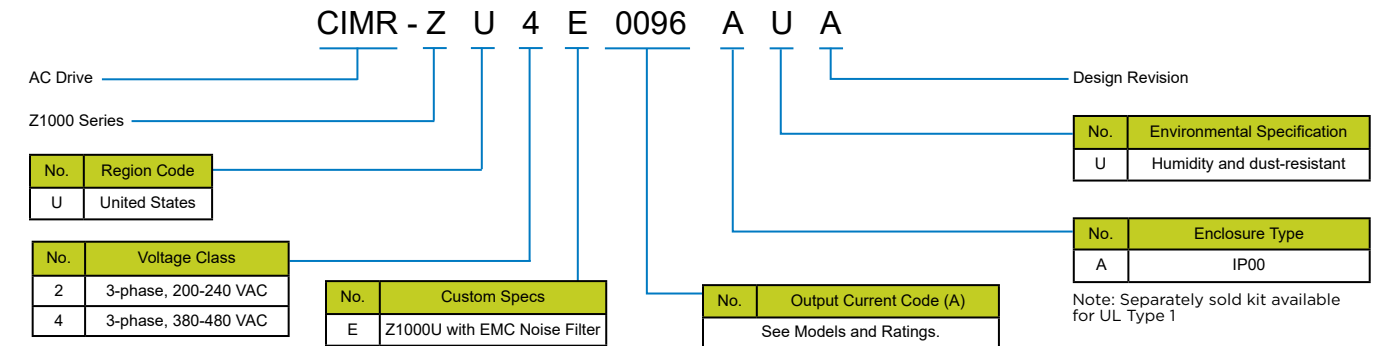 CIMR - Z U 4 E 0096 A U A
AC Drive
Design Revision
Z1000 Series
No. Environmental Specification
U Humidity and dust-resistant
No. Region Code
U United States
No. Enclosure Type
A IP00
Note: Separately sold kit available
for UL Type 1
No. Voltage Class
2 3-phase, 200-240 VAC
4 3-phase, 380-480 VAC
No. Custom Specs
E Z1000U with EMC Noise Filter
No. Output Current Code (A)
See Models and Ratings.